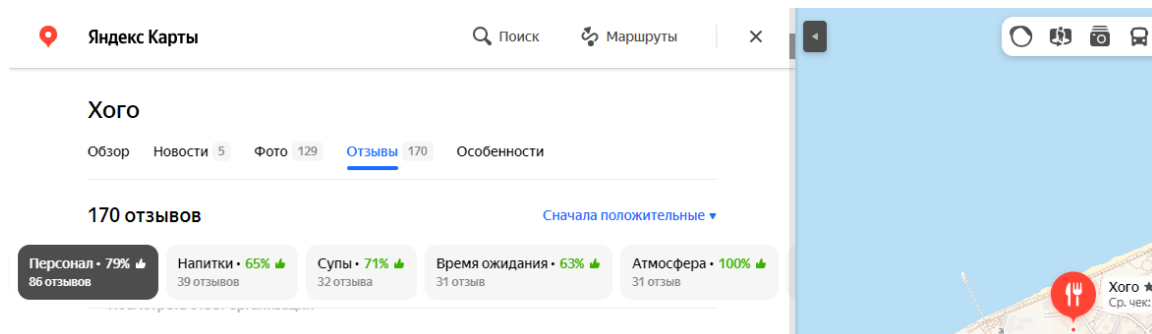 Яндекс Карты
Поиск
Маршруты
Хого
Обзор Новости 5 Фото 129 Отзывы 170 Особенности
170 отзывов
Сначала положительные
Персонал • 79%
86 отзывов
Напитки • 65%
39 отзывов
Супы • 71%
32 отзыва
Время ожидания • 63%
31 отзыв
Атмосфера • 100%
31 отзыв
Хого
Ср. чек: